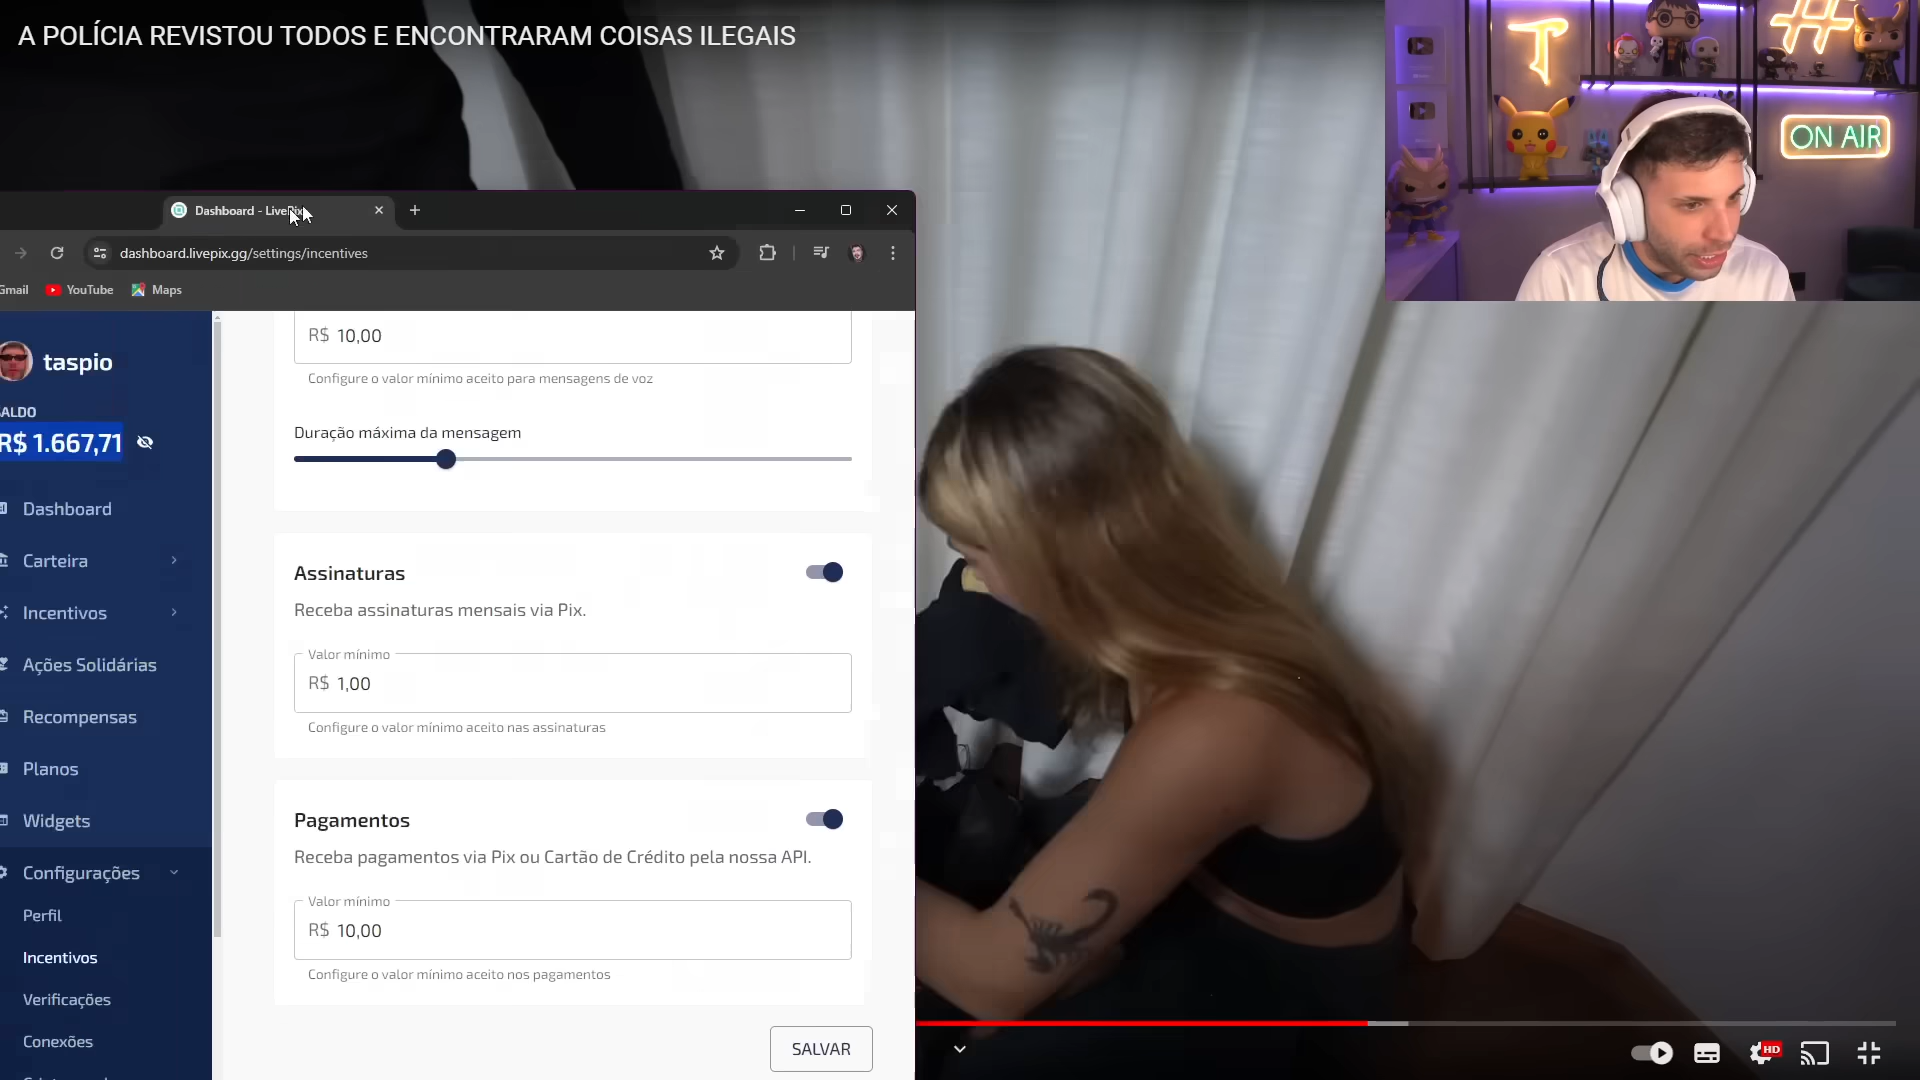 A POLÍCIA REVISTOU TODOS E ENCONTRARAM COISAS ILEGAIS
T
#
ON AIR
Dashboard - LivePix
dashboard.livepix.gg/settings/incentives
Gmail
YouTube
Maps
taspio
SALDO
R$ 1.667,71
Dashboard
Carteira
Incentivos
Ações Solidárias
Recompensas
Planos
Widgets
Configurações
Perfil
Incentivos
Verificações
Conexões
R$ 10,00
Configure o valor mínimo aceito para mensagens de voz
Duração máxima da mensagem
Assinaturas
Receba assinaturas mensais via Pix.
Valor mínimo
R$ 1,00
Configure o valor mínimo aceito nas assinaturas
Pagamentos
Receba pagamentos via Pix ou Cartão de Crédito pela nossa API.
Valor mínimo
R$ 10,00
Configure o valor mínimo aceito nos pagamentos
SALVAR
HD